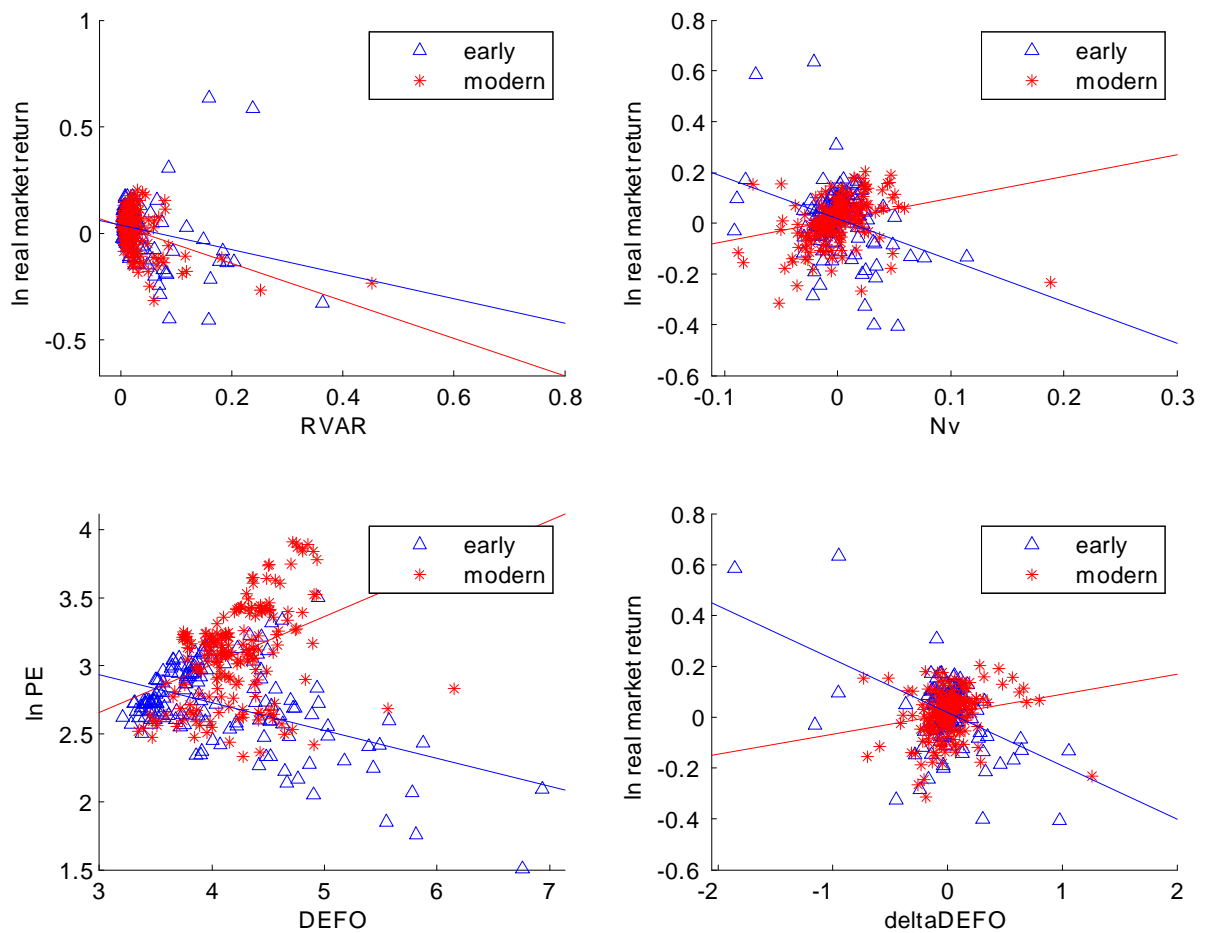 1
0.5
0
-0.5
ln real market return
early
modern
0
0.2
0.4
0.6
0.8
RVAR
0.8
0.6
0.4
0.2
0
-0.2
-0.4
-0.6
ln real market return
early
modern
-0.1
0
0.1
0.2
0.3
Nv
4
3.5
3
2.5
2
1.5
ln PE
early
modern
3
4
5
6
7
DEFO
0.8
0.6
0.4
0.2
0
-0.2
-0.4
-0.6
ln real market return
early
modern
-2
-1
0
1
2
deltaDEFO